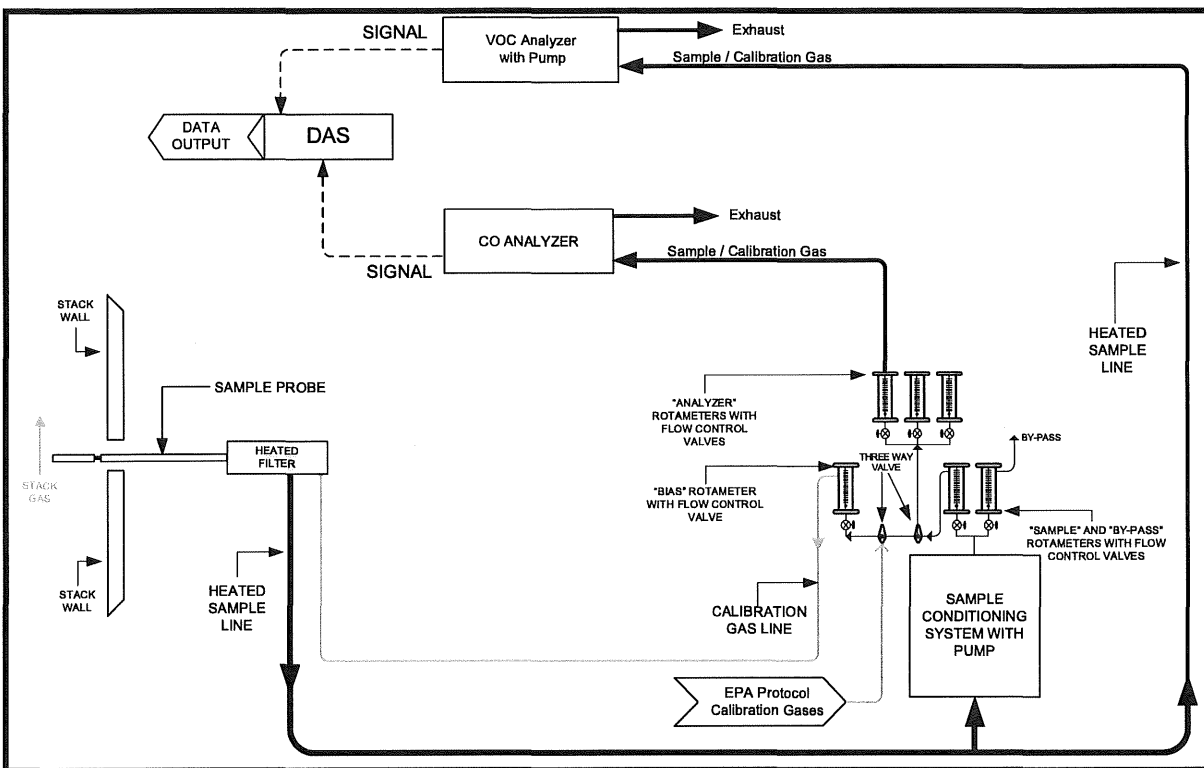 SIGNAL
VOC Analyzer
with Pump
Exhaust
Sample / Calibration Gas
DATA
OUTPUT
DAS
CO ANALYZER
Exhaust
Sample / Calibration Gas
SIGNAL
STACK
WALL
SAMPLE PROBE
HEATED
FILTER
STACK
GAS
STACK
WALL
HEATED
SAMPLE
LINE
"ANALYZER"
ROTAMETERS WITH
FLOW CONTROL
VALVES
HEATED
SAMPLE
LINE
THREE WAY
VALVE
BY-PASS
"BIAS" ROTAMETER
WITH FLOW CONTROL
VALVE
"SAMPLE" AND "BY-PASS"
ROTAMETERS WITH FLOW
CONTROL VALVES
CALIBRATION
GAS LINE
SAMPLE
CONDITIONING
SYSTEM WITH
PUMP
EPA Protocol
Calibration Gases